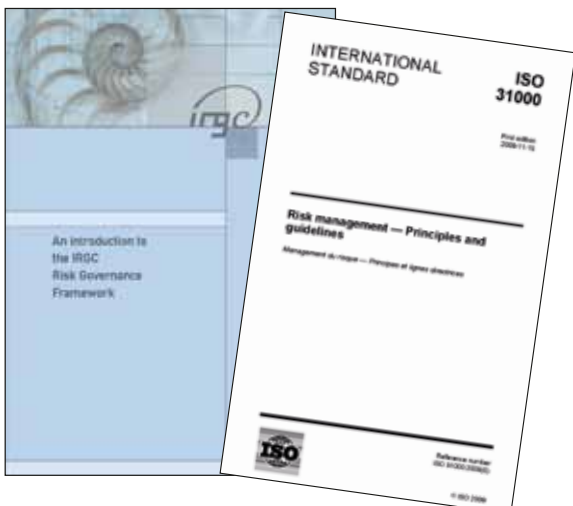 irgc
An introduction to
the IRGC
Risk Governance
Framework
INTERNATIONAL
STANDARD
ISO
31000
First edition
2009-11-15
Risk management — Principles and
guidelines
Management du risque — Principes et lignes directrices
ISO
Reference number
ISO 31000:2009(E)
© ISO 2009